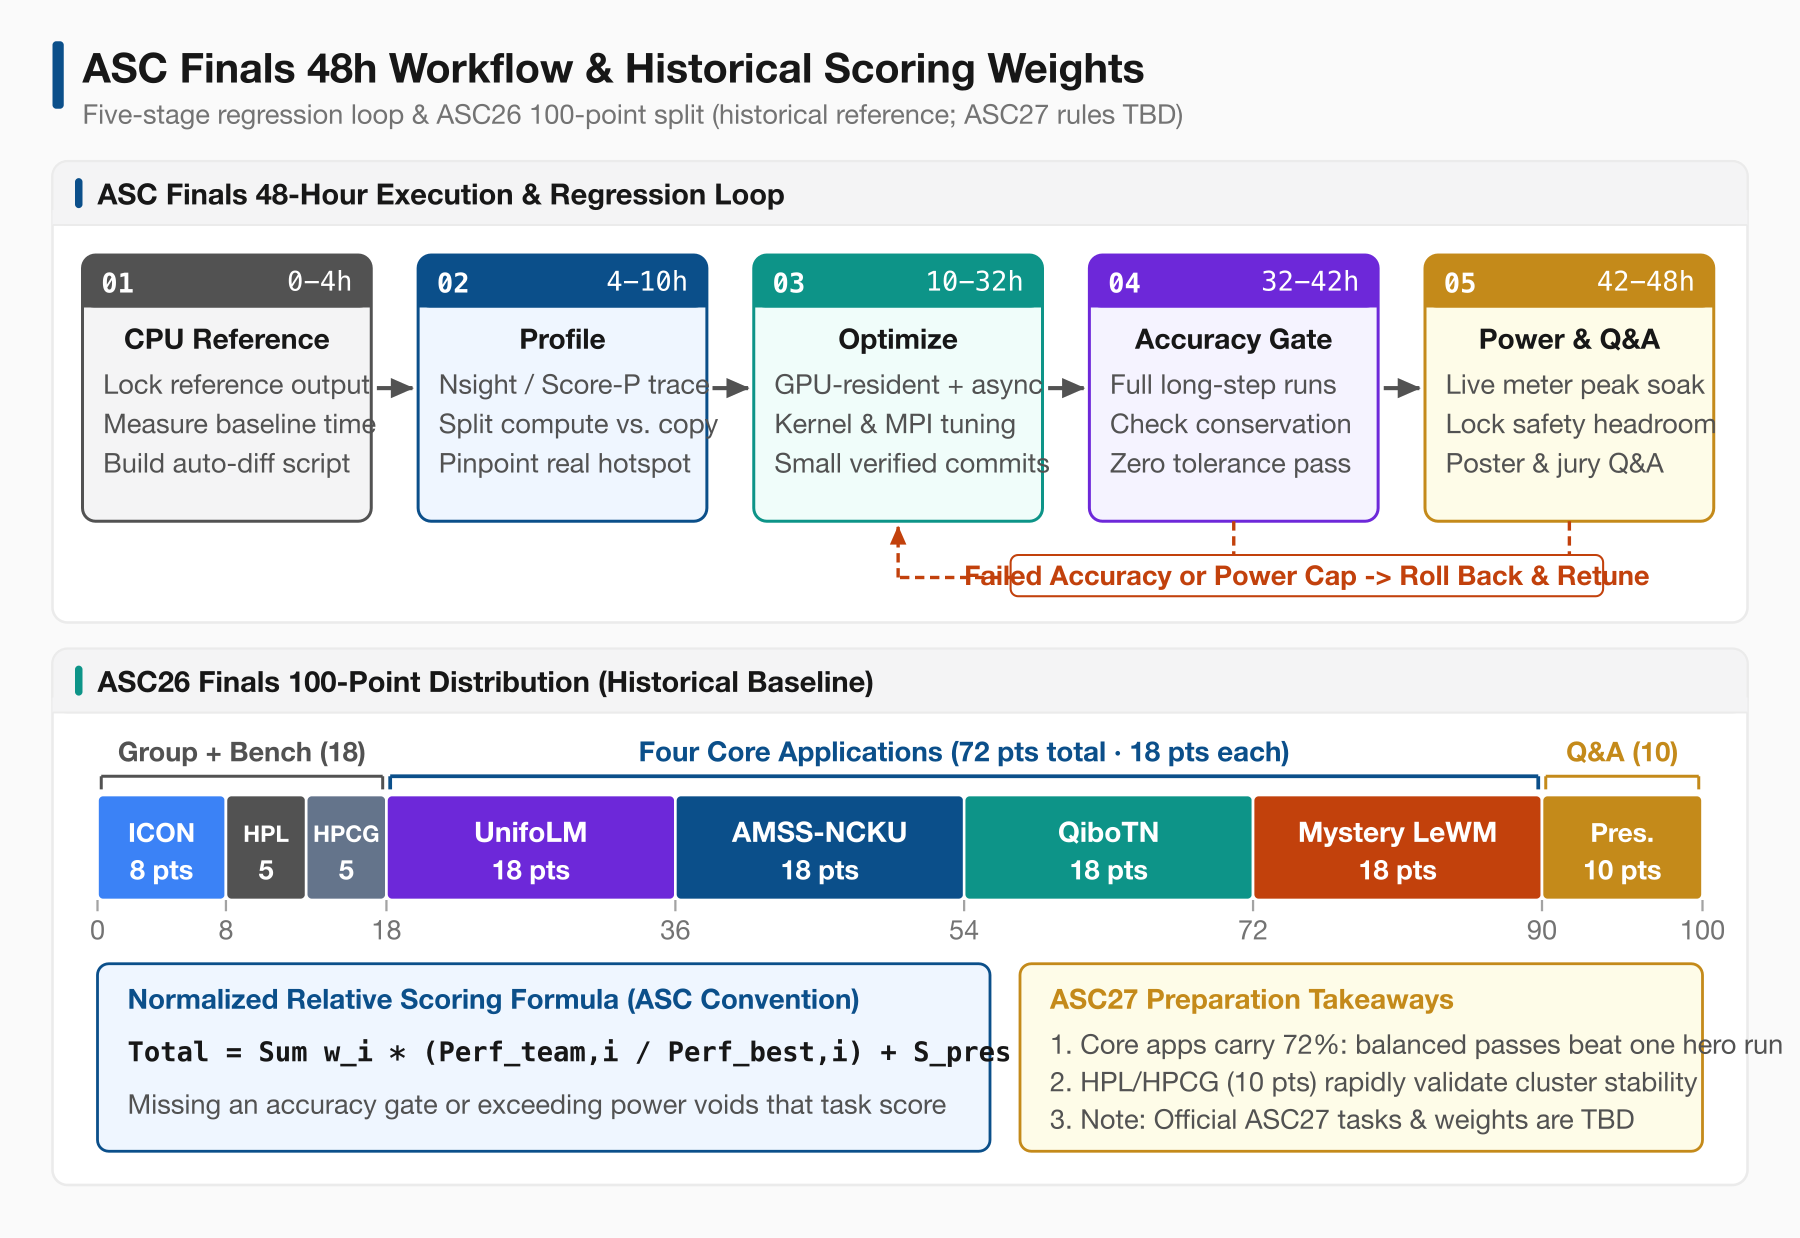 ASC Finals 48h Workflow & Historical Scoring Weights
Five-stage regression loop & ASC26 100-point split (historical reference; ASC27 rules TBD)
ASC Finals 48-Hour Execution & Regression Loop
01 0–4h
CPU Reference
Lock reference output
Measure baseline time
Build auto-diff script
02 4–10h
Profile
Nsight / Score-P trace
Split compute vs. copy
Pinpoint real hotspot
03 10–32h
Optimize
GPU-resident + async
Kernel & MPI tuning
Small verified commits
04 32–42h
Accuracy Gate
Full long-step runs
Check conservation
Zero tolerance pass
05 42–48h
Power & Q&A
Live meter peak soak
Lock safety headroom
Poster & jury Q&A
Failed Accuracy or Power Cap -> Roll Back & Retune
ASC26 Finals 100-Point Distribution (Historical Baseline)
Group + Bench (18)
Four Core Applications (72 pts total · 18 pts each)
Q&A (10)
ICON
8 pts
HPL
5
HPCG
5
UnifoLM
18 pts
AMSS-NCKU
18 pts
QiboTN
18 pts
Mystery LeWM
18 pts
Pres.
10 pts
0 8 18 36 54 72 90 100
Normalized Relative Scoring Formula (ASC Convention)
Total = Sum w_i * (Perf_team,i / Perf_best,i) + S_pres
Missing an accuracy gate or exceeding power voids that task score
ASC27 Preparation Takeaways
1. Core apps carry 72%: balanced passes beat one hero run
2. HPL/HPCG (10 pts) rapidly validate cluster stability
3. Note: Official ASC27 tasks & weights are TBD